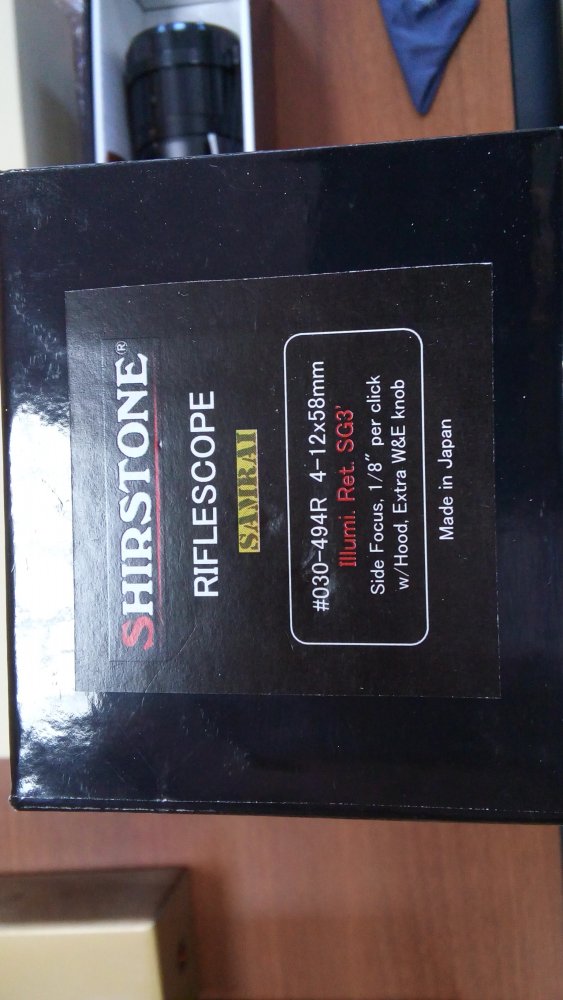 SHIRSTONE®
RIFLESCOPE
SAMURAI
#030-494R 4-12x58mm
Illumi. Ret. SG3'
Side Focus, 1/8" per click
w/Hood, Extra W&E knob
Made in Japan